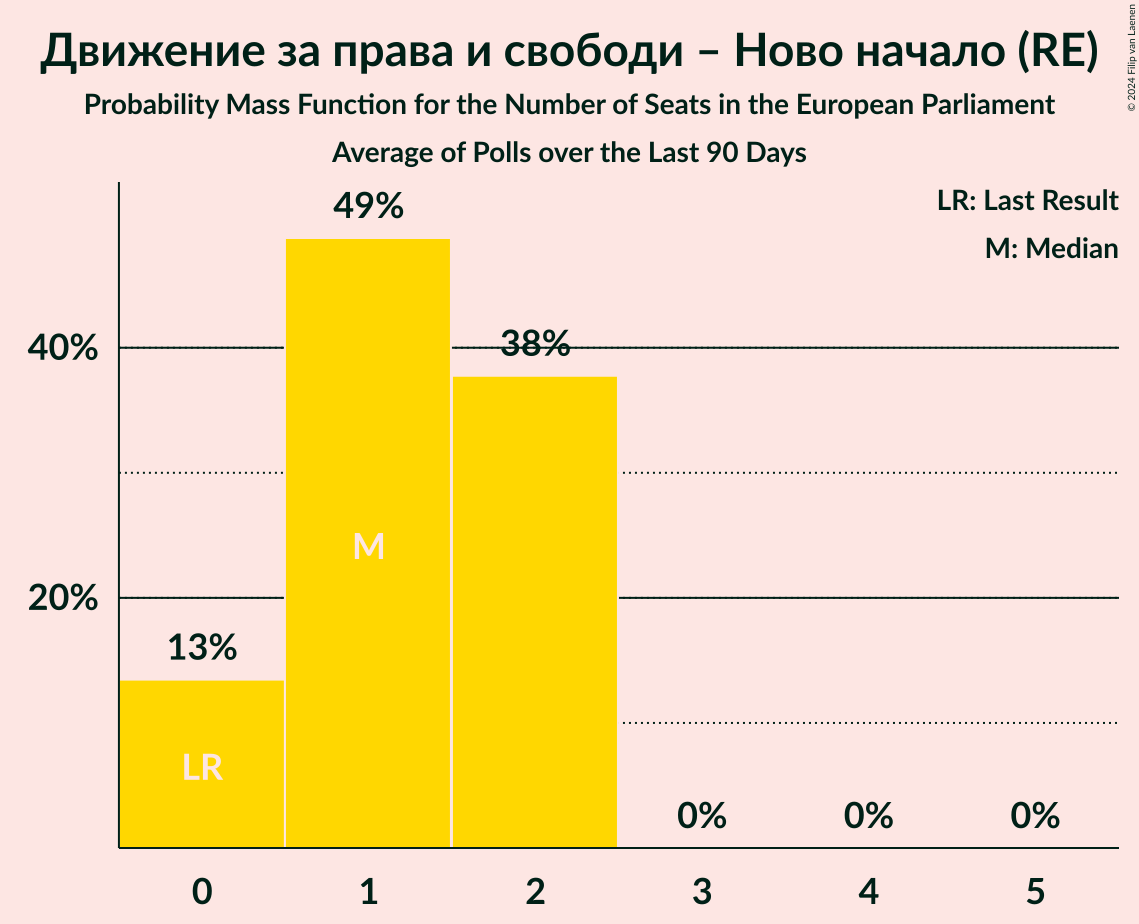 Движение за права и свободи – Ново начало (RE)
Probability Mass Function for the Number of Seats in the European Parliament
Average of Polls over the Last 90 Days
© 2024 Filip van Laenen
LR: Last Result
M: Median
49%
40%
38%
M
20%
13%
LR
0%
0%
0%
0
1
2
3
4
5